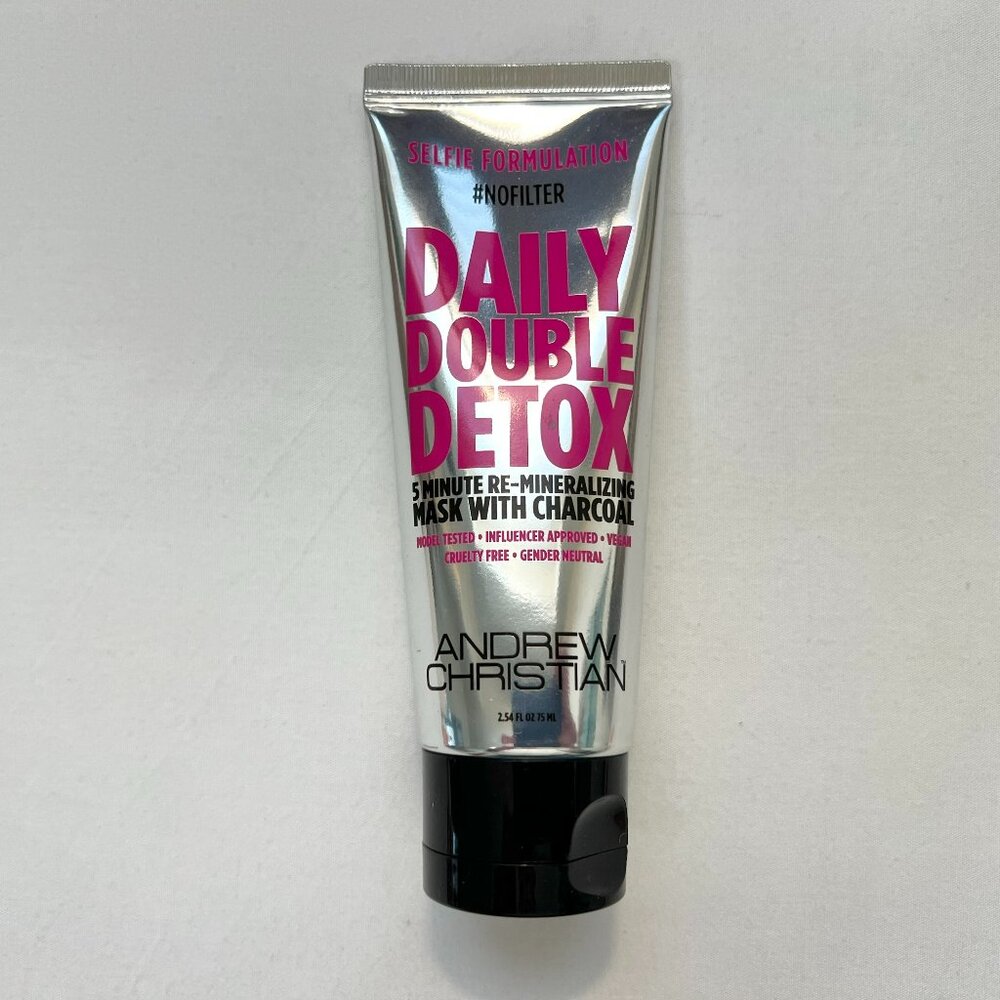 SELFIE FORMULATION
#NOFILTER
DAILY
DOUBLE
DETOX
5 MINUTE RE-MINERALIZING
MASK WITH CHARCOAL
MODEL TESTED • INFLUENCER APPROVED • VEGAN
CRUELTY FREE • GENDER NEUTRAL
ANDREW
CHRISTIAN™
2.54 FL OZ 75 ML